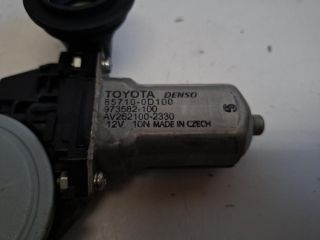 TOYOTA DENSO
85710-0D100
973582-100
AV262100-2330
12V 10N MADE IN CZECH